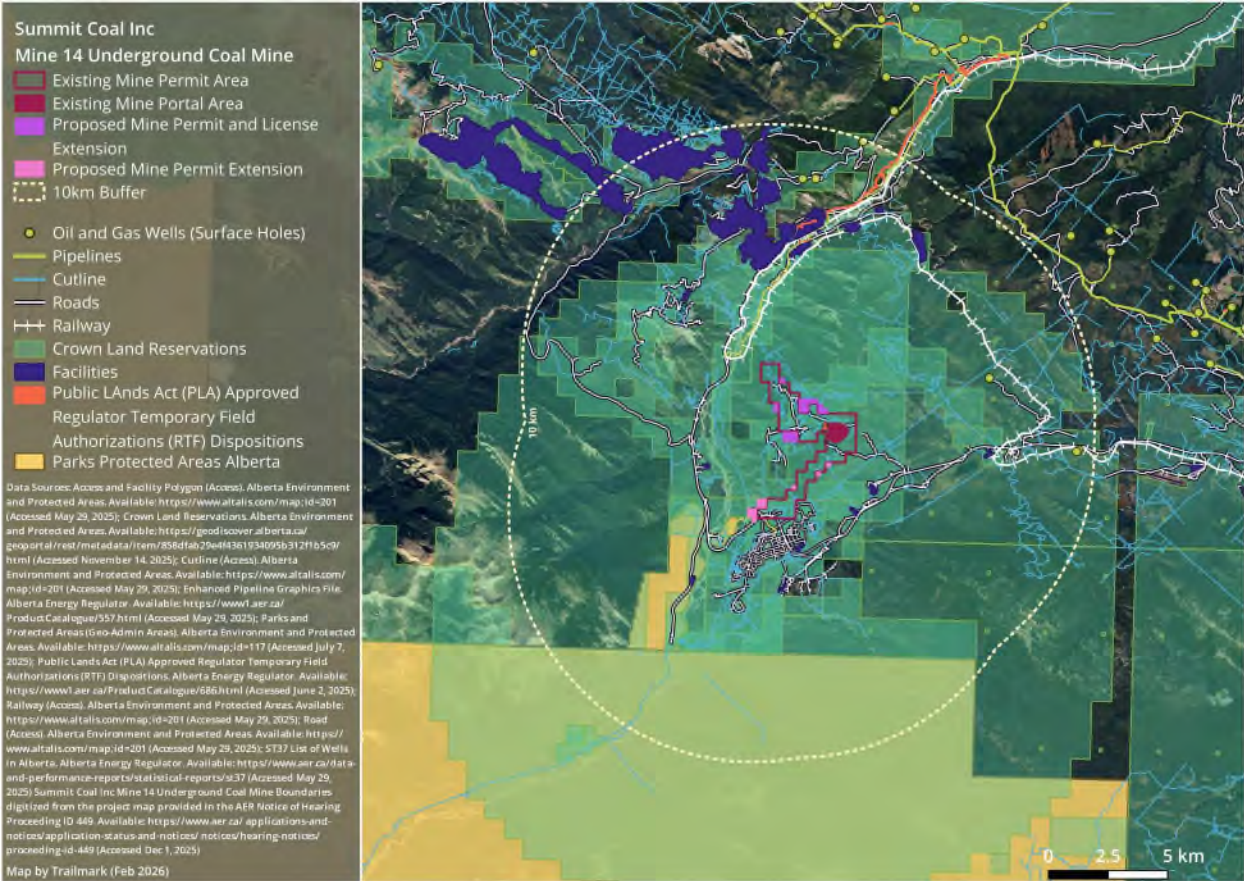 Summit Coal Inc
Mine 14 Underground Coal Mine
Existing Mine Permit Area
Existing Mine Portal Area
Proposed Mine Permit and License
Extension
Proposed Mine Permit Extension
10km Buffer
Oil and Gas Wells (Surface Holes)
Pipelines
Cutline
Roads
Railway
Crown Land Reservations
Facilities
Public LAnds Act (PLA) Approved
Regulator Temporary Field
Authorizations (RTF) Dispositions
Parks Protected Areas Alberta
Data Sources: Access and Facility Polygon (Access). Alberta Environment
and Protected Areas. Available: https://www.altalis.com/map;id=201
(Accessed May 29, 2025); Crown Land Reservations. Alberta Environment
and Protected Areas. Available: https://geodiscover.alberta.ca/
geoportal/rest/metadata/item/858dfab29e4f4361934095b312f1b5c9/
html (Accessed November 14, 2025); Cutline (Access). Alberta
Environment and Protected Areas. Available: https://www.altalis.com/
map;id=201 (Accessed May 29, 2025); Enhanced Pipeline Graphics File.
Alberta Energy Regulator. Available: https://www1.aer.ca/
ProductCatalogue/557.html (Accessed May 29, 2025); Parks and
Protected Areas (Geo-Admin Areas). Alberta Environment and Protected
Areas. Available: https://www.altalis.com/map;id=117 (Accessed July 7,
2025); Public Lands Act (PLA) Approved Regulator Temporary Field
Authorizations (RTF) Dispositions. Alberta Energy Regulator. Available:
https://www1.aer.ca/ProductCatalogue/686.html (Accessed June 2, 2025);
Railway (Access). Alberta Environment and Protected Areas. Available:
https://www.altalis.com/map;id=201 (Accessed May 29, 2025); Road
(Access). Alberta Environment and Protected Areas. Available: https://
www.altalis.com/map;id=201 (Accessed May 29, 2025); ST37 List of Wells
in Alberta. Alberta Energy Regulator. Available: https://www.aer.ca/data-
and-performance-reports/statistical-reports/st37 (Accessed May 29,
2025) Summit Coal Inc Mine 14 Underground Coal Mine Boundaries
digitized from the project map provided in the AER Notice of Hearing
Proceeding ID 449. Available: https://www.aer.ca/ applications-and-
notices/application-status-and-notices/ notices/hearing-notices/
proceeding-id-449 (Accessed Dec 1, 2025)
Map by Trailmark (Feb 2026)
10 km
0 2.5 5 km